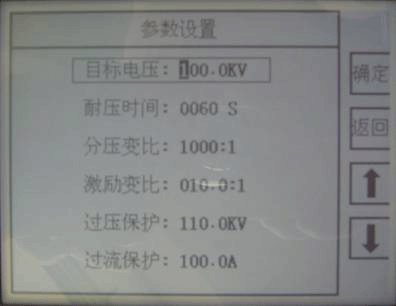 参数设置
目标电压: 100.0KV
确定
耐压时间: 0060 S
返回
分压变比: 1000:1
激励变比: 010.0:1
过压保护: 110.0KV
过流保护: 100.0A